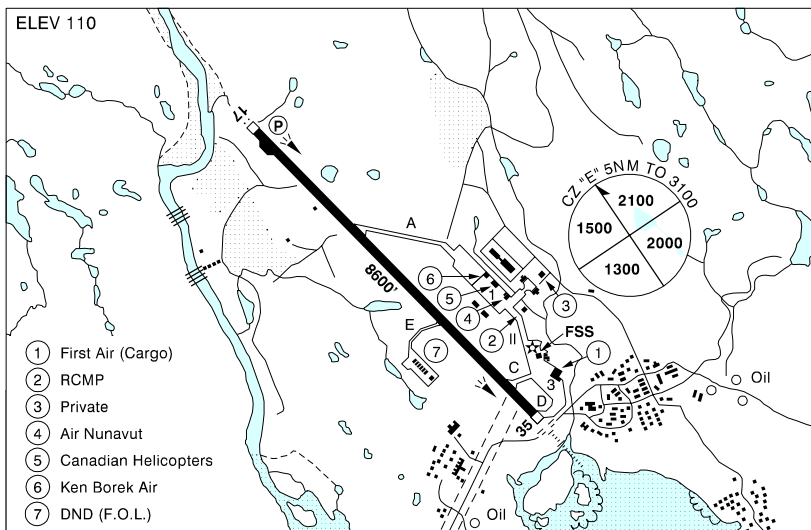 ELEV 110
17
P
CZ "E" 5NM TO 3100
2100
1500
2000
1300
A
8600'
6
5
4
I
3
E
7
2
II
FSS
1
C
3
D
35
Oil
Oil
1 First Air (Cargo)
2 RCMP
3 Private
4 Air Nunavut
5 Canadian Helicopters
6 Ken Borek Air
7 DND (F.O.L.)